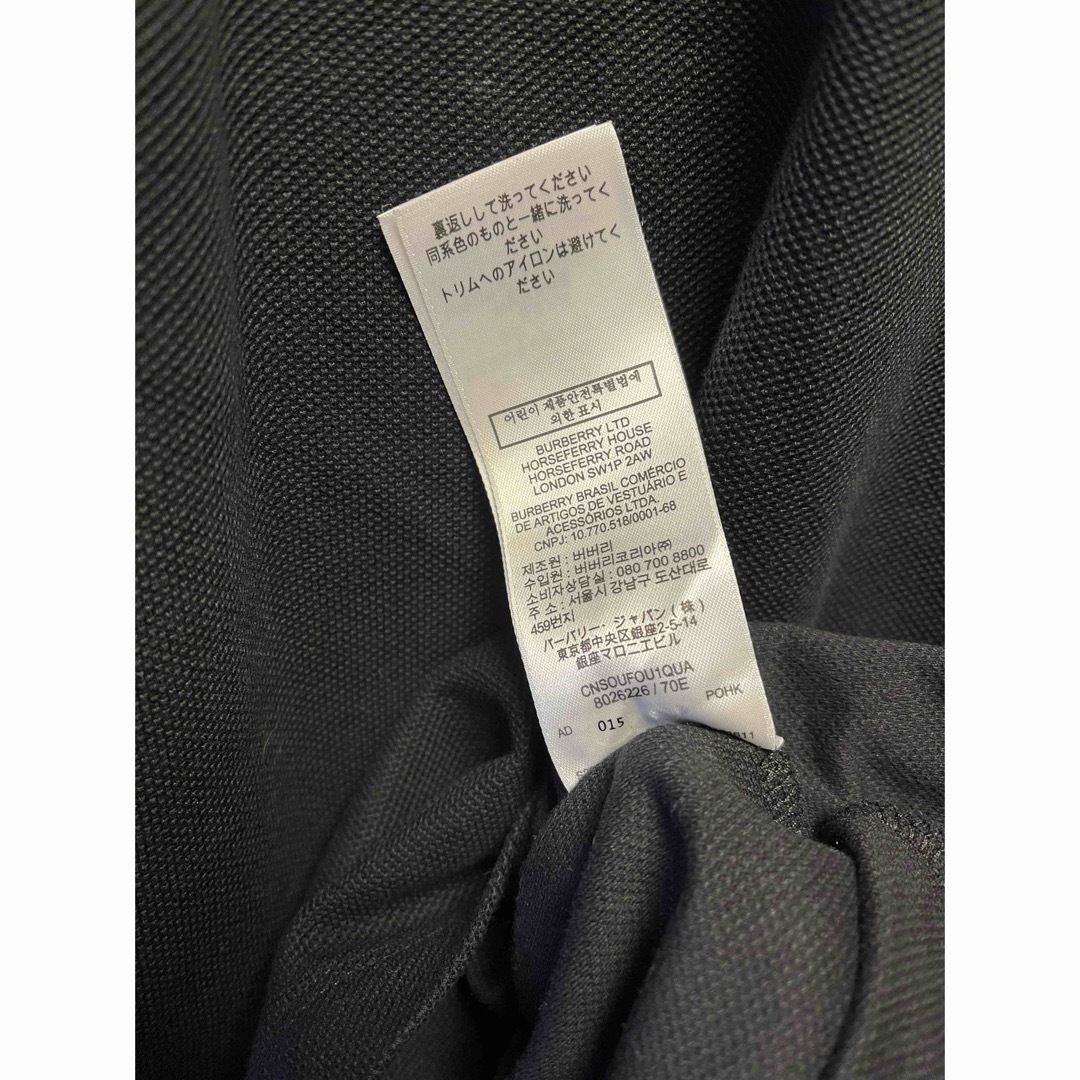 裏返しして洗ってください
同系色のものと一緒に洗ってく
ださい
トリムへのアイロンは避けてく
ださい
어린이 제품안전특별법에
의한 표시
BURBERRY LTD
HORSEFERRY HOUSE
HORSEFERRY ROAD
LONDON SW1P 2AW
BURBERRY BRASIL COMÉRCIO
DE ARTIGOS DE VESTUÁRIO E
ACESSÓRIOS LTDA.
CNPJ: 10.770.518/0001-68
제조원 : 버버리
수입원 : 버버리코리아㈜
소비자상담실 : 080 700 8800
주 소 : 서울시 강남구 도산대로
459번지
バーバリー・ジャパン(株)
東京都中央区銀座2-5-14
銀座マロニエビル
CNSOUFOU1QUA
8026226 / 70E
AD 015 POHK